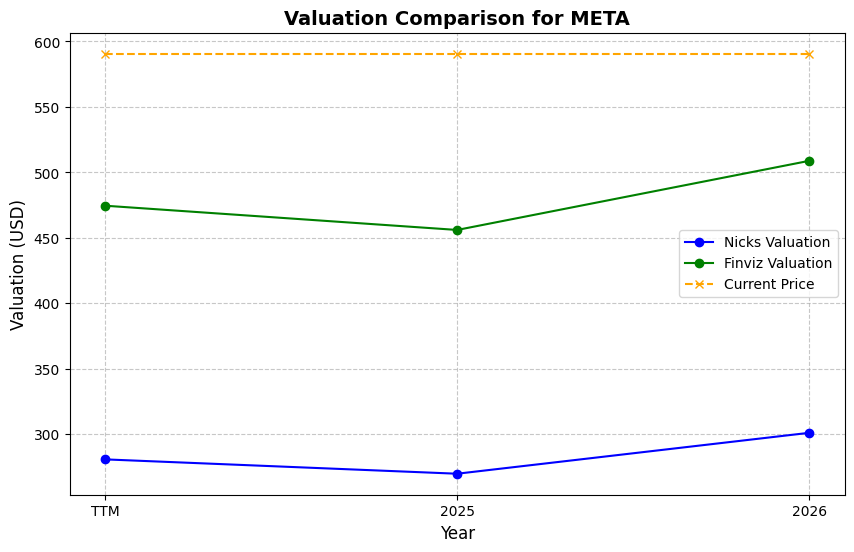 Valuation Comparison for META
600
550
500
450
400
350
300
Valuation (USD)
Nicks Valuation
Finviz Valuation
Current Price
TTM 2025 2026
Year